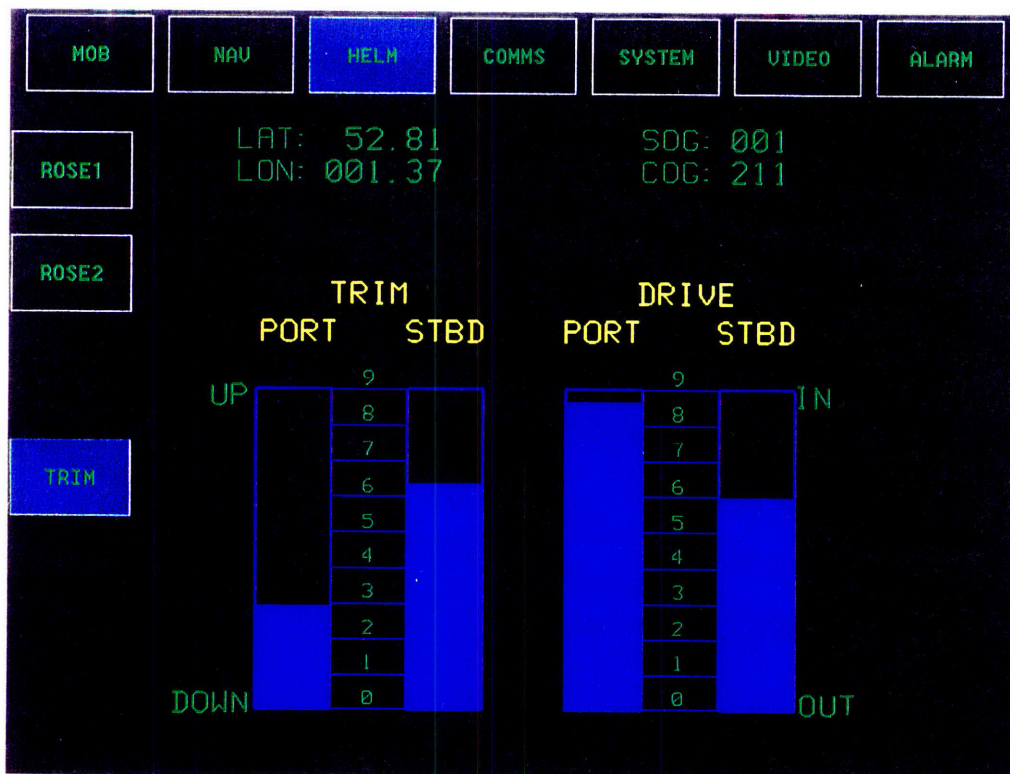 MOB NAV HELM COMMS SYSTEM VIDEO ALARM
LAT: 52.81 SOG: 001
LON: 001.37 COG: 211
ROSE1
ROSE2
TRIM DRIVE
PORT STBD PORT STBD
9 9
UP IN
8 8
7 7
TRIM
6 6
5 5
4 4
3 3
2 2
1 1
DOWN 0 0 OUT